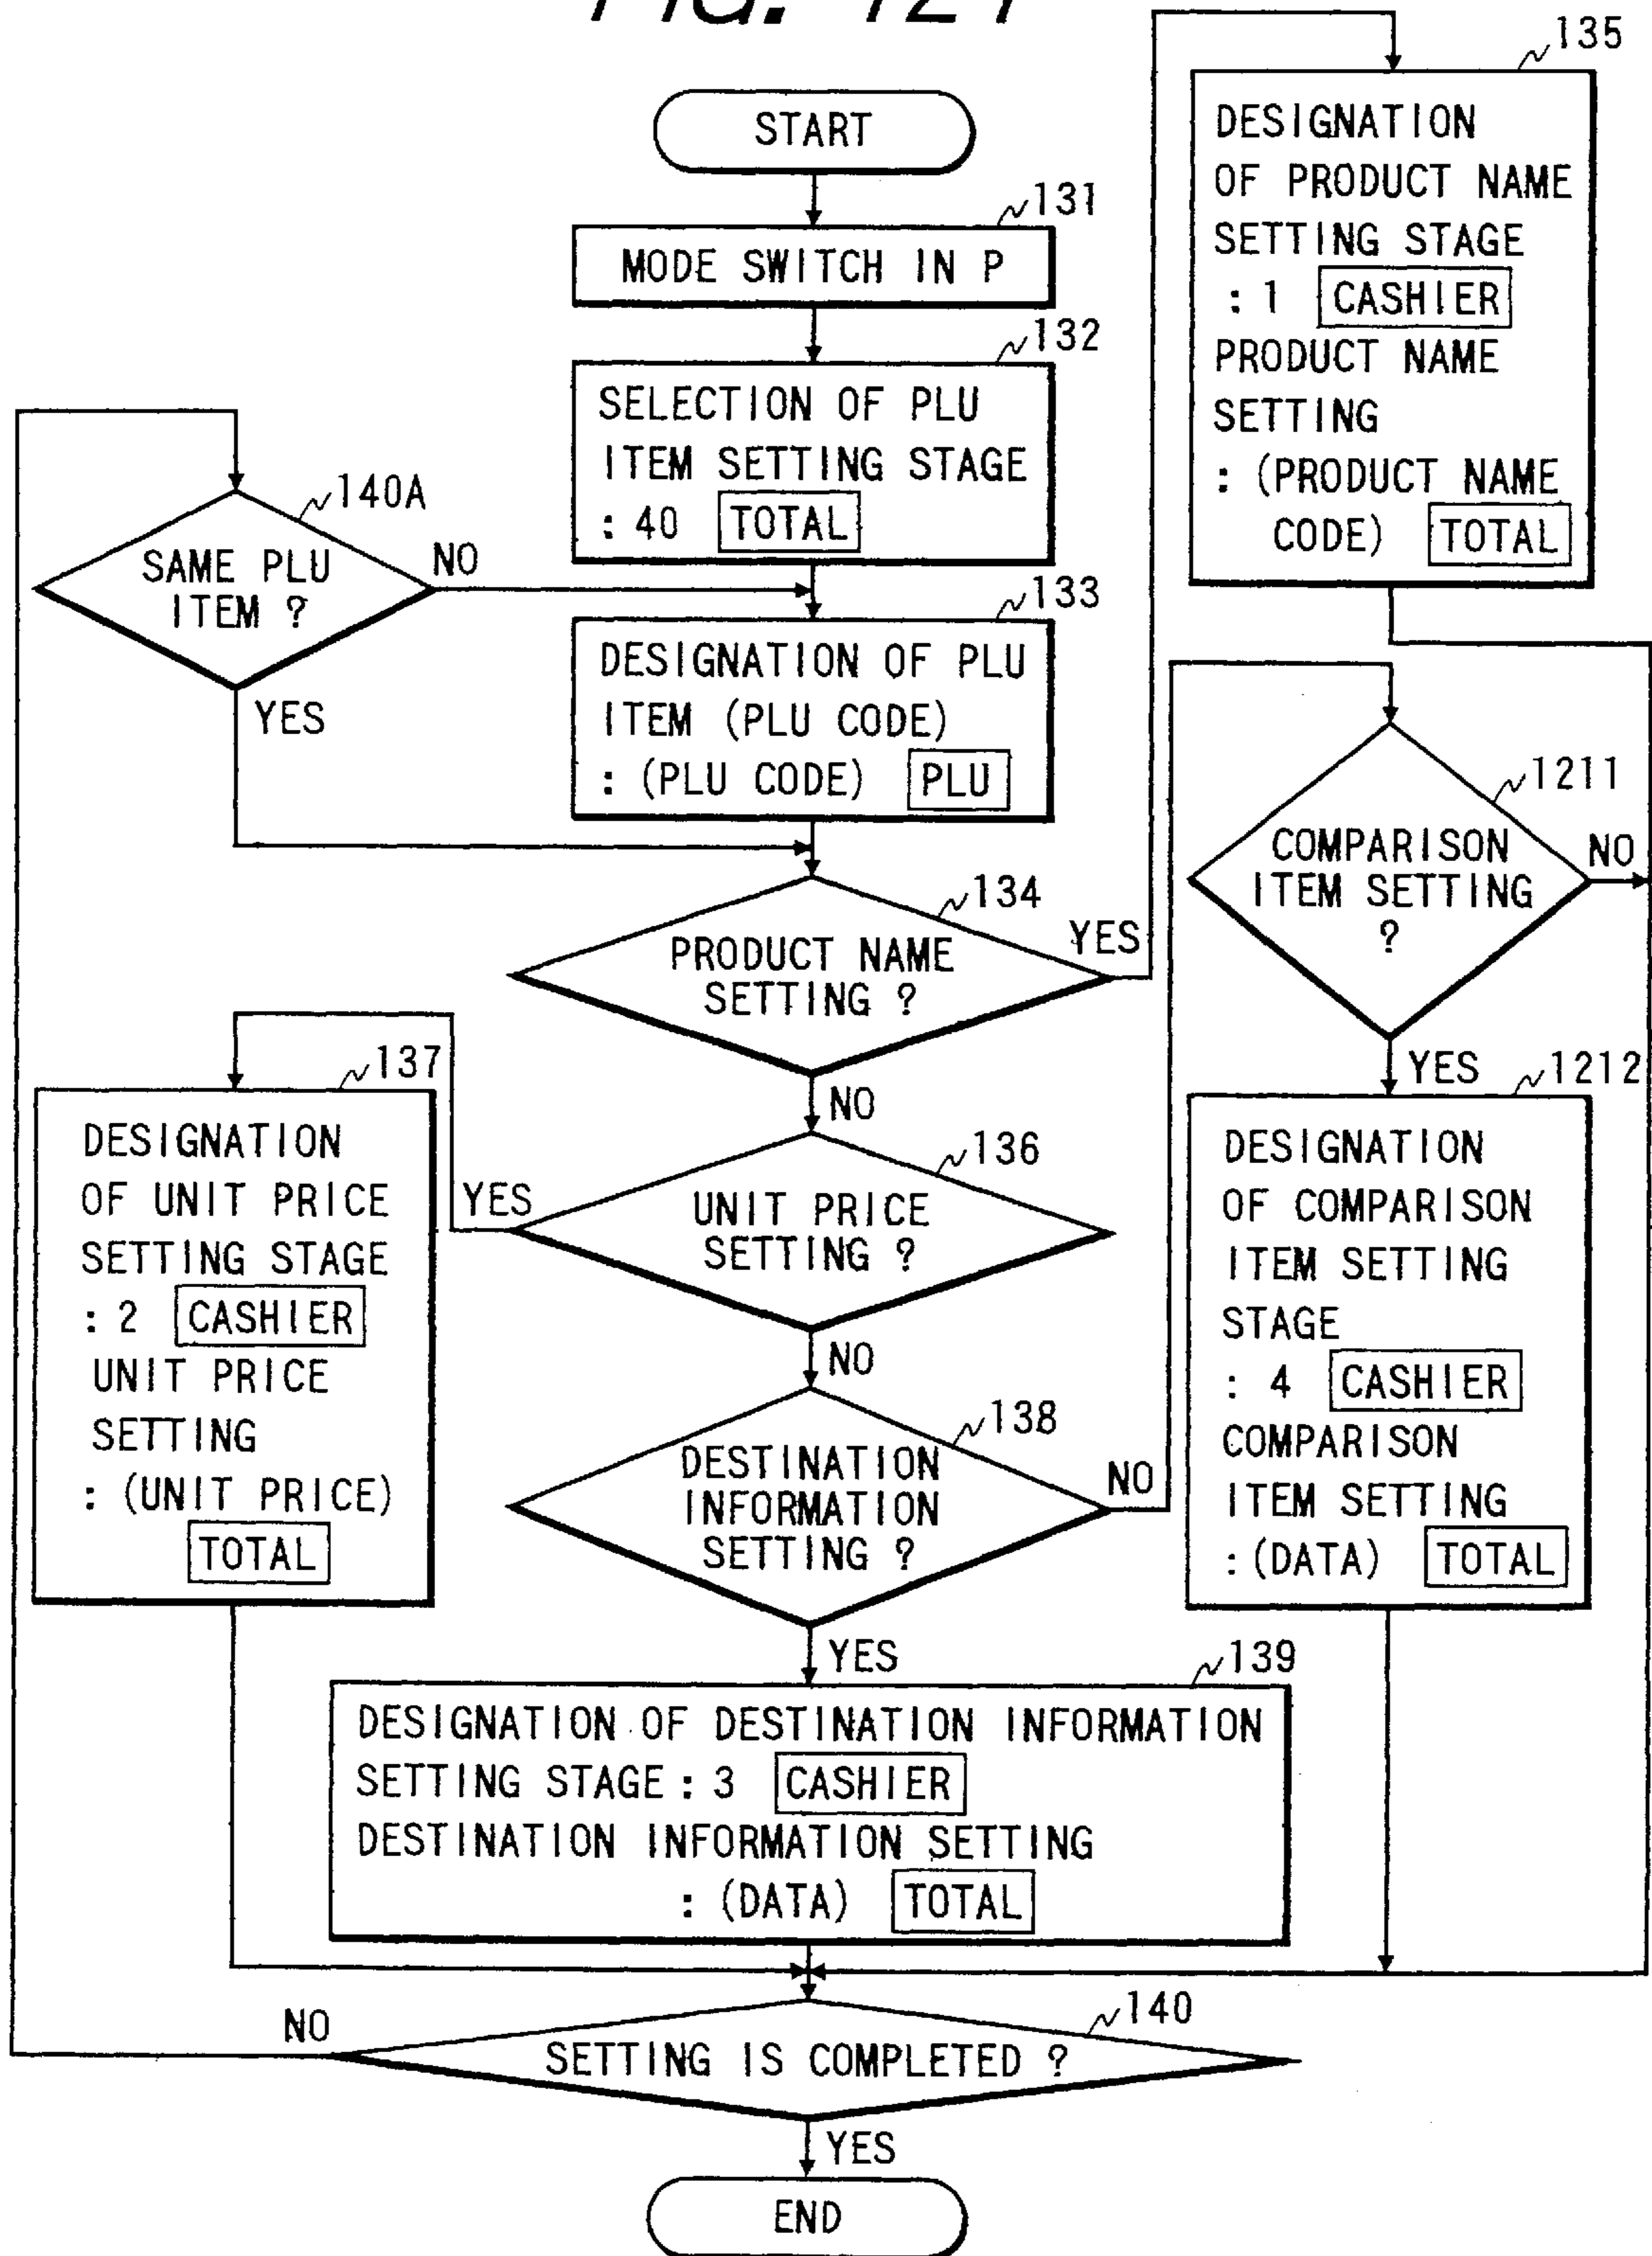 FIG. 121
START
131
MODE SWITCH IN P
132
SELECTION OF PLU
ITEM SETTING STAGE
: 40 TOTAL
140A
SAME PLU
ITEM ?
NO
YES
133
DESIGNATION OF PLU
ITEM (PLU CODE)
: (PLU CODE) PLU
134
PRODUCT NAME
SETTING ?
YES
NO
135
DESIGNATION
OF PRODUCT NAME
SETTING STAGE
: 1 CASHIER
PRODUCT NAME
SETTING
: (PRODUCT NAME
CODE) TOTAL
136
UNIT PRICE
SETTING ?
YES
NO
137
DESIGNATION
OF UNIT PRICE
SETTING STAGE
: 2 CASHIER
UNIT PRICE
SETTING
: (UNIT PRICE)
TOTAL
138
DESTINATION
INFORMATION
SETTING ?
NO
YES
1211
COMPARISON
ITEM SETTING
?
NO
YES
1212
DESIGNATION
OF COMPARISON
ITEM SETTING
STAGE
: 4 CASHIER
COMPARISON
ITEM SETTING
: (DATA) TOTAL
139
DESIGNATION OF DESTINATION INFORMATION
SETTING STAGE : 3 CASHIER
DESTINATION INFORMATION SETTING
: (DATA) TOTAL
140
SETTING IS COMPLETED ?
NO
YES
END